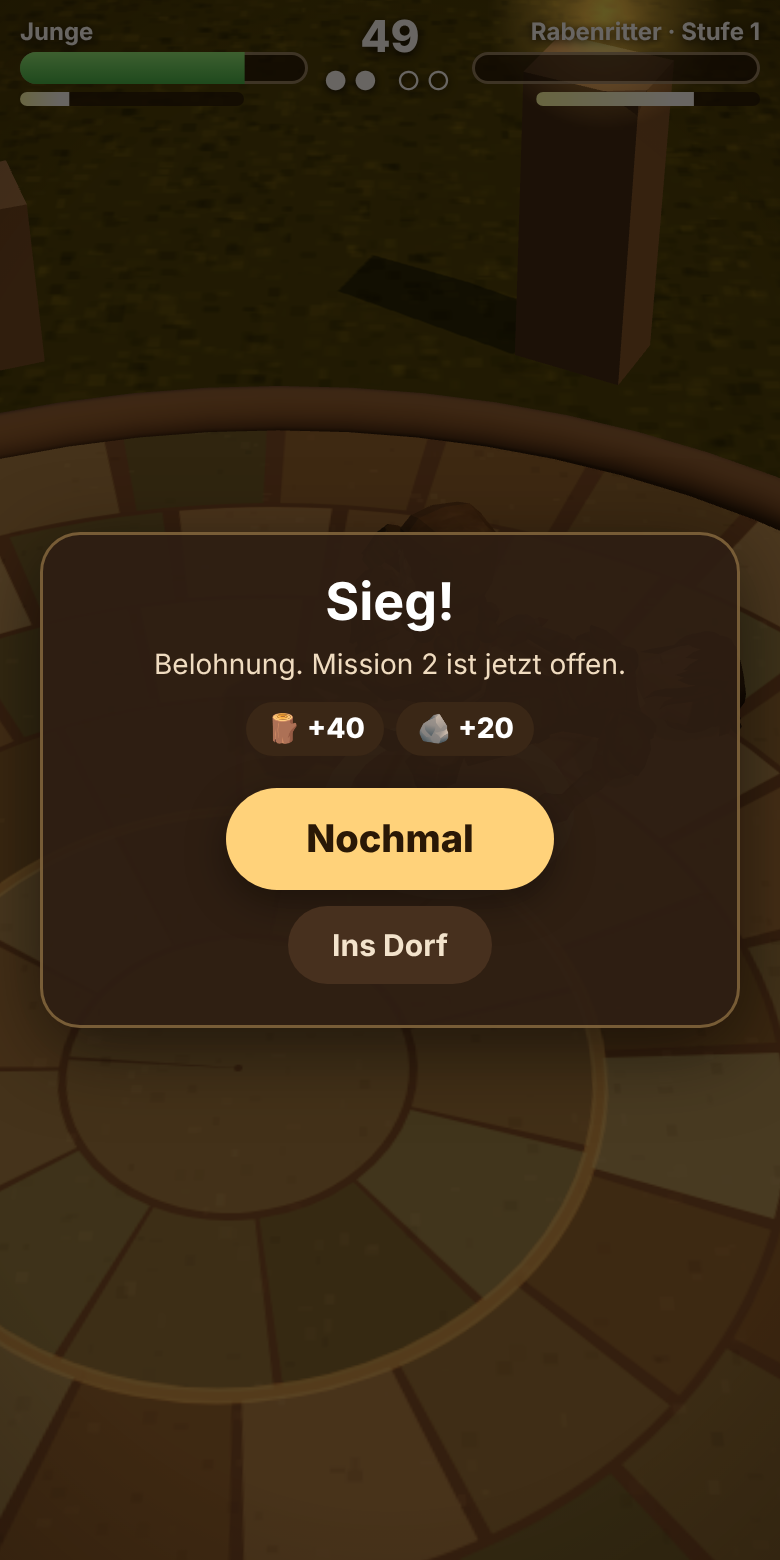 Junge
49
Rabenritter · Stufe 1
Sieg!
Belohnung. Mission 2 ist jetzt offen.
+40
+20
Nochmal
Ins Dorf